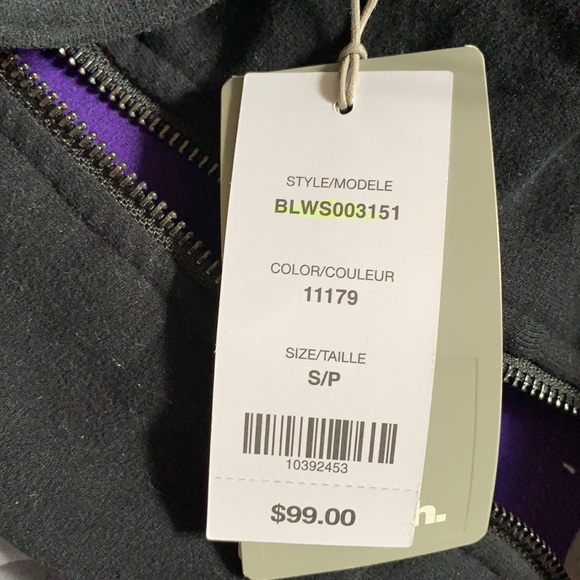 STYLE/MODELE
BLWS003151
COLOR/COULEUR
11179
SIZE/TAILLE
S/P
10392453
$99.00